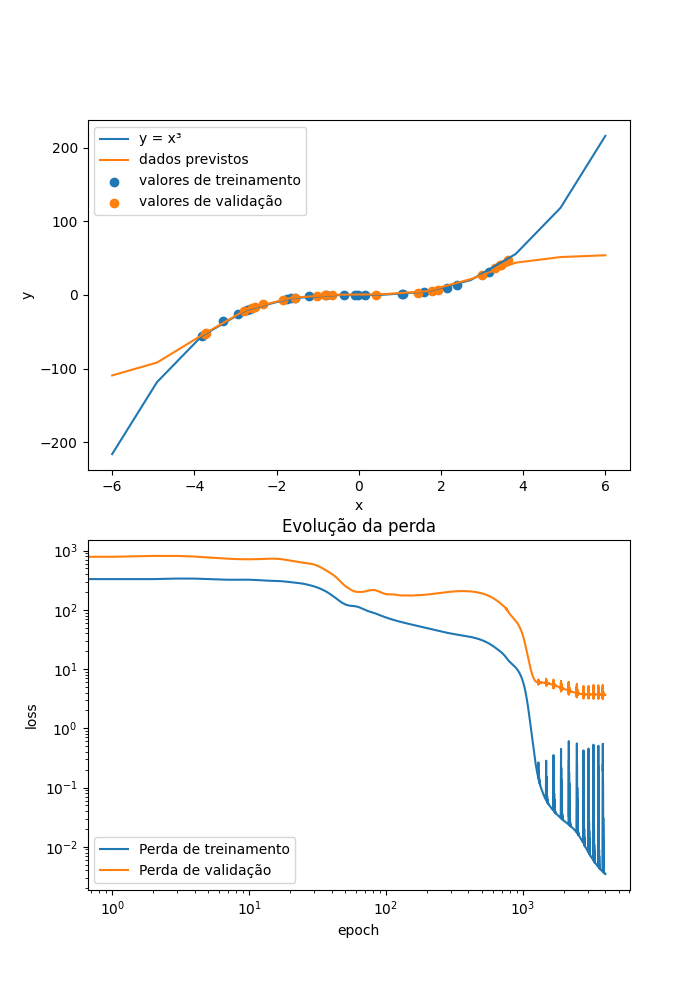 y = x³
dados previstos
valores de treinamento
valores de validação
200
100
0
−100
−200
y
−6
−4
−2
0
2
4
6
x
Evolução da perda
10³
10²
10¹
10⁰
10⁻¹
10⁻²
loss
Perda de treinamento
Perda de validação
10⁰
10¹
10²
10³
epoch